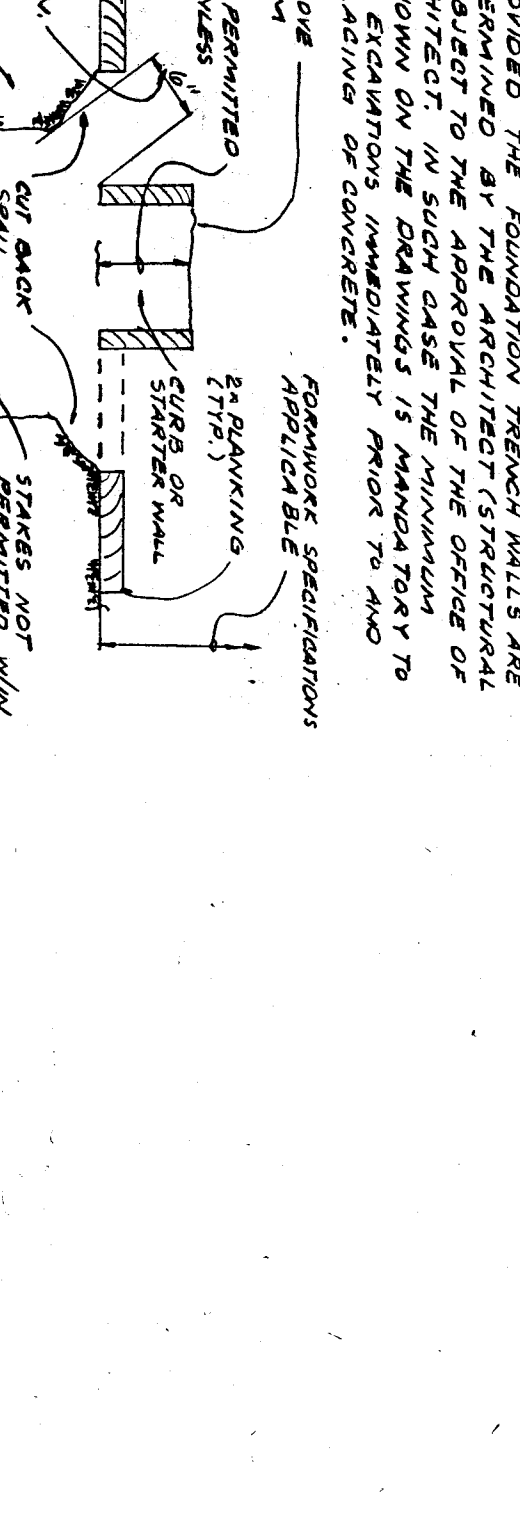 OVIDED THE FOUNDATION TRENCH WALLS ARE
ERMINED BY THE ARCHITECT (STRUCTURAL
BJECT TO THE APPROVAL OF THE OFFICE OF
HITECT. IN SUCH CASE THE MINIMUM
OWN ON THE DRAWINGS IS MANDATORY TO
EXCAVATIONS IMMEDIATELY PRIOR TO AND
ACING OF CONCRETE.
OVE
FORMWORK SPECIFICATIONS
APPLICABLE
PERMITTED
2x PLANKING
(TYP.)
CURB OR
STARTER WALL
6"
CUT BACK
STAKES NOT
PERMITTED W/IN